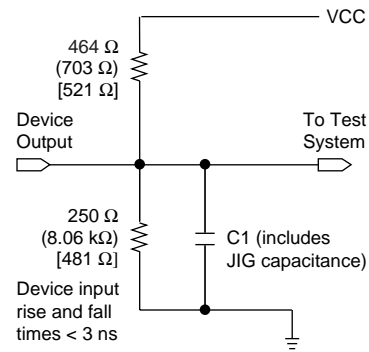 VCC
464 Ω
(703 Ω)
[521 Ω]
Device
Output
To Test
System
250 Ω
(8.06 kΩ)
[481 Ω]
C1 (includes
JIG capacitance)
Device input
rise and fall
times < 3 ns